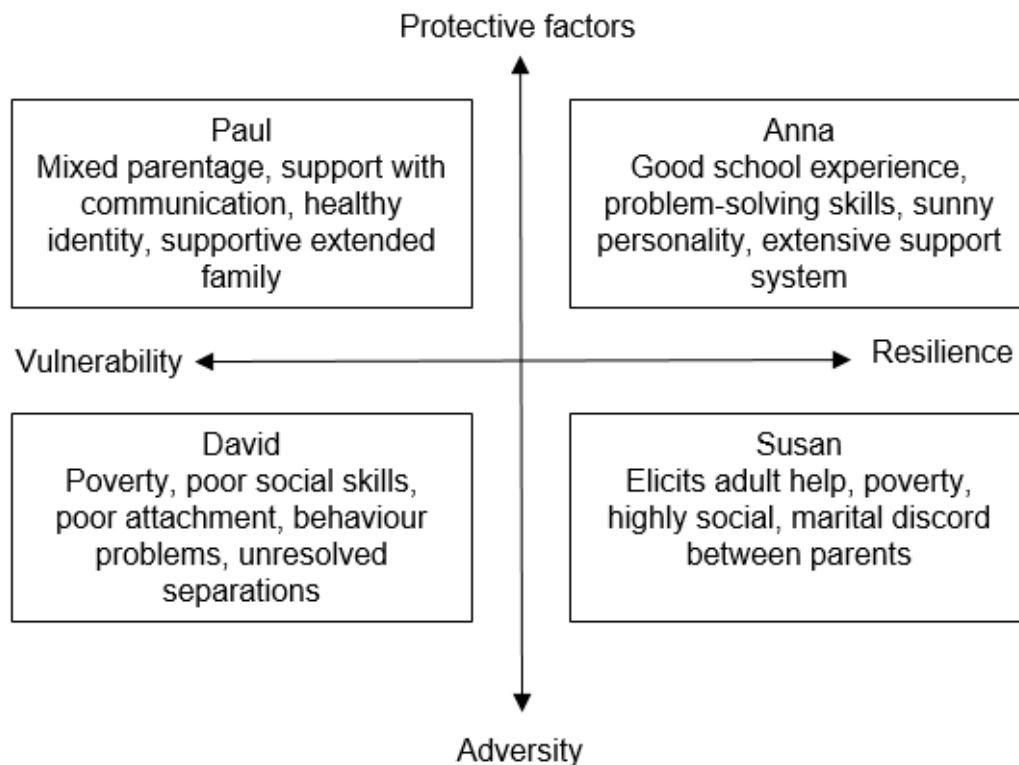 Protective factors
Paul
Mixed parentage, support with
communication, healthy
identity, supportive extended
family
Anna
Good school experience,
problem-solving skills, sunny
personality, extensive support
system
Vulnerability
Resilience
David
Poverty, poor social skills,
poor attachment, behaviour
problems, unresolved
separations
Susan
Elicits adult help, poverty,
highly social, marital discord
between parents
Adversity